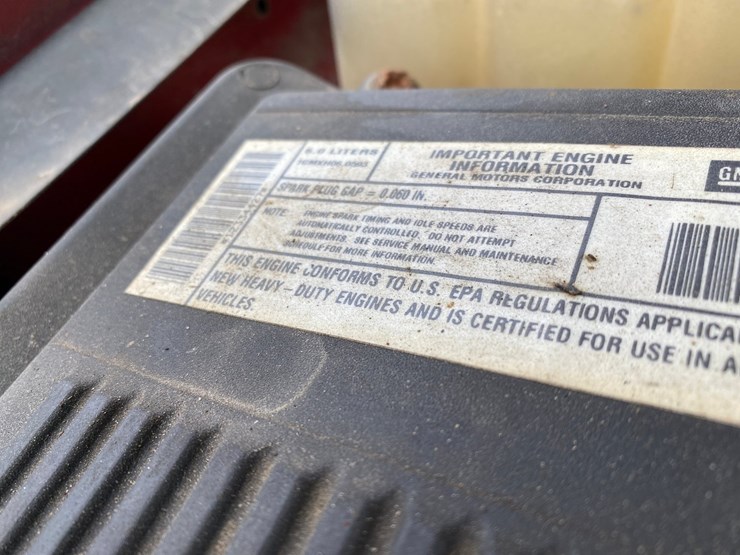 6.0 LITERS
IMPORTANT ENGINE
INFORMATION
GENERAL MOTORS CORPORATION
GM
SPARK PLUG GAP = 0.060 IN.
NOTE: ENGINE SPARK TIMING AND IDLE SPEEDS ARE
AUTOMATICALLY CONTROLLED. DO NOT ATTEMPT
ADJUSTMENTS. SEE SERVICE MANUAL AND MAINTENANCE
SCHEDULE FOR MORE INFORMATION.
THIS ENGINE CONFORMS TO U.S. EPA REGULATIONS APPLICA
NEW HEAVY-DUTY ENGINES AND IS CERTIFIED FOR USE IN A
VEHICLES.